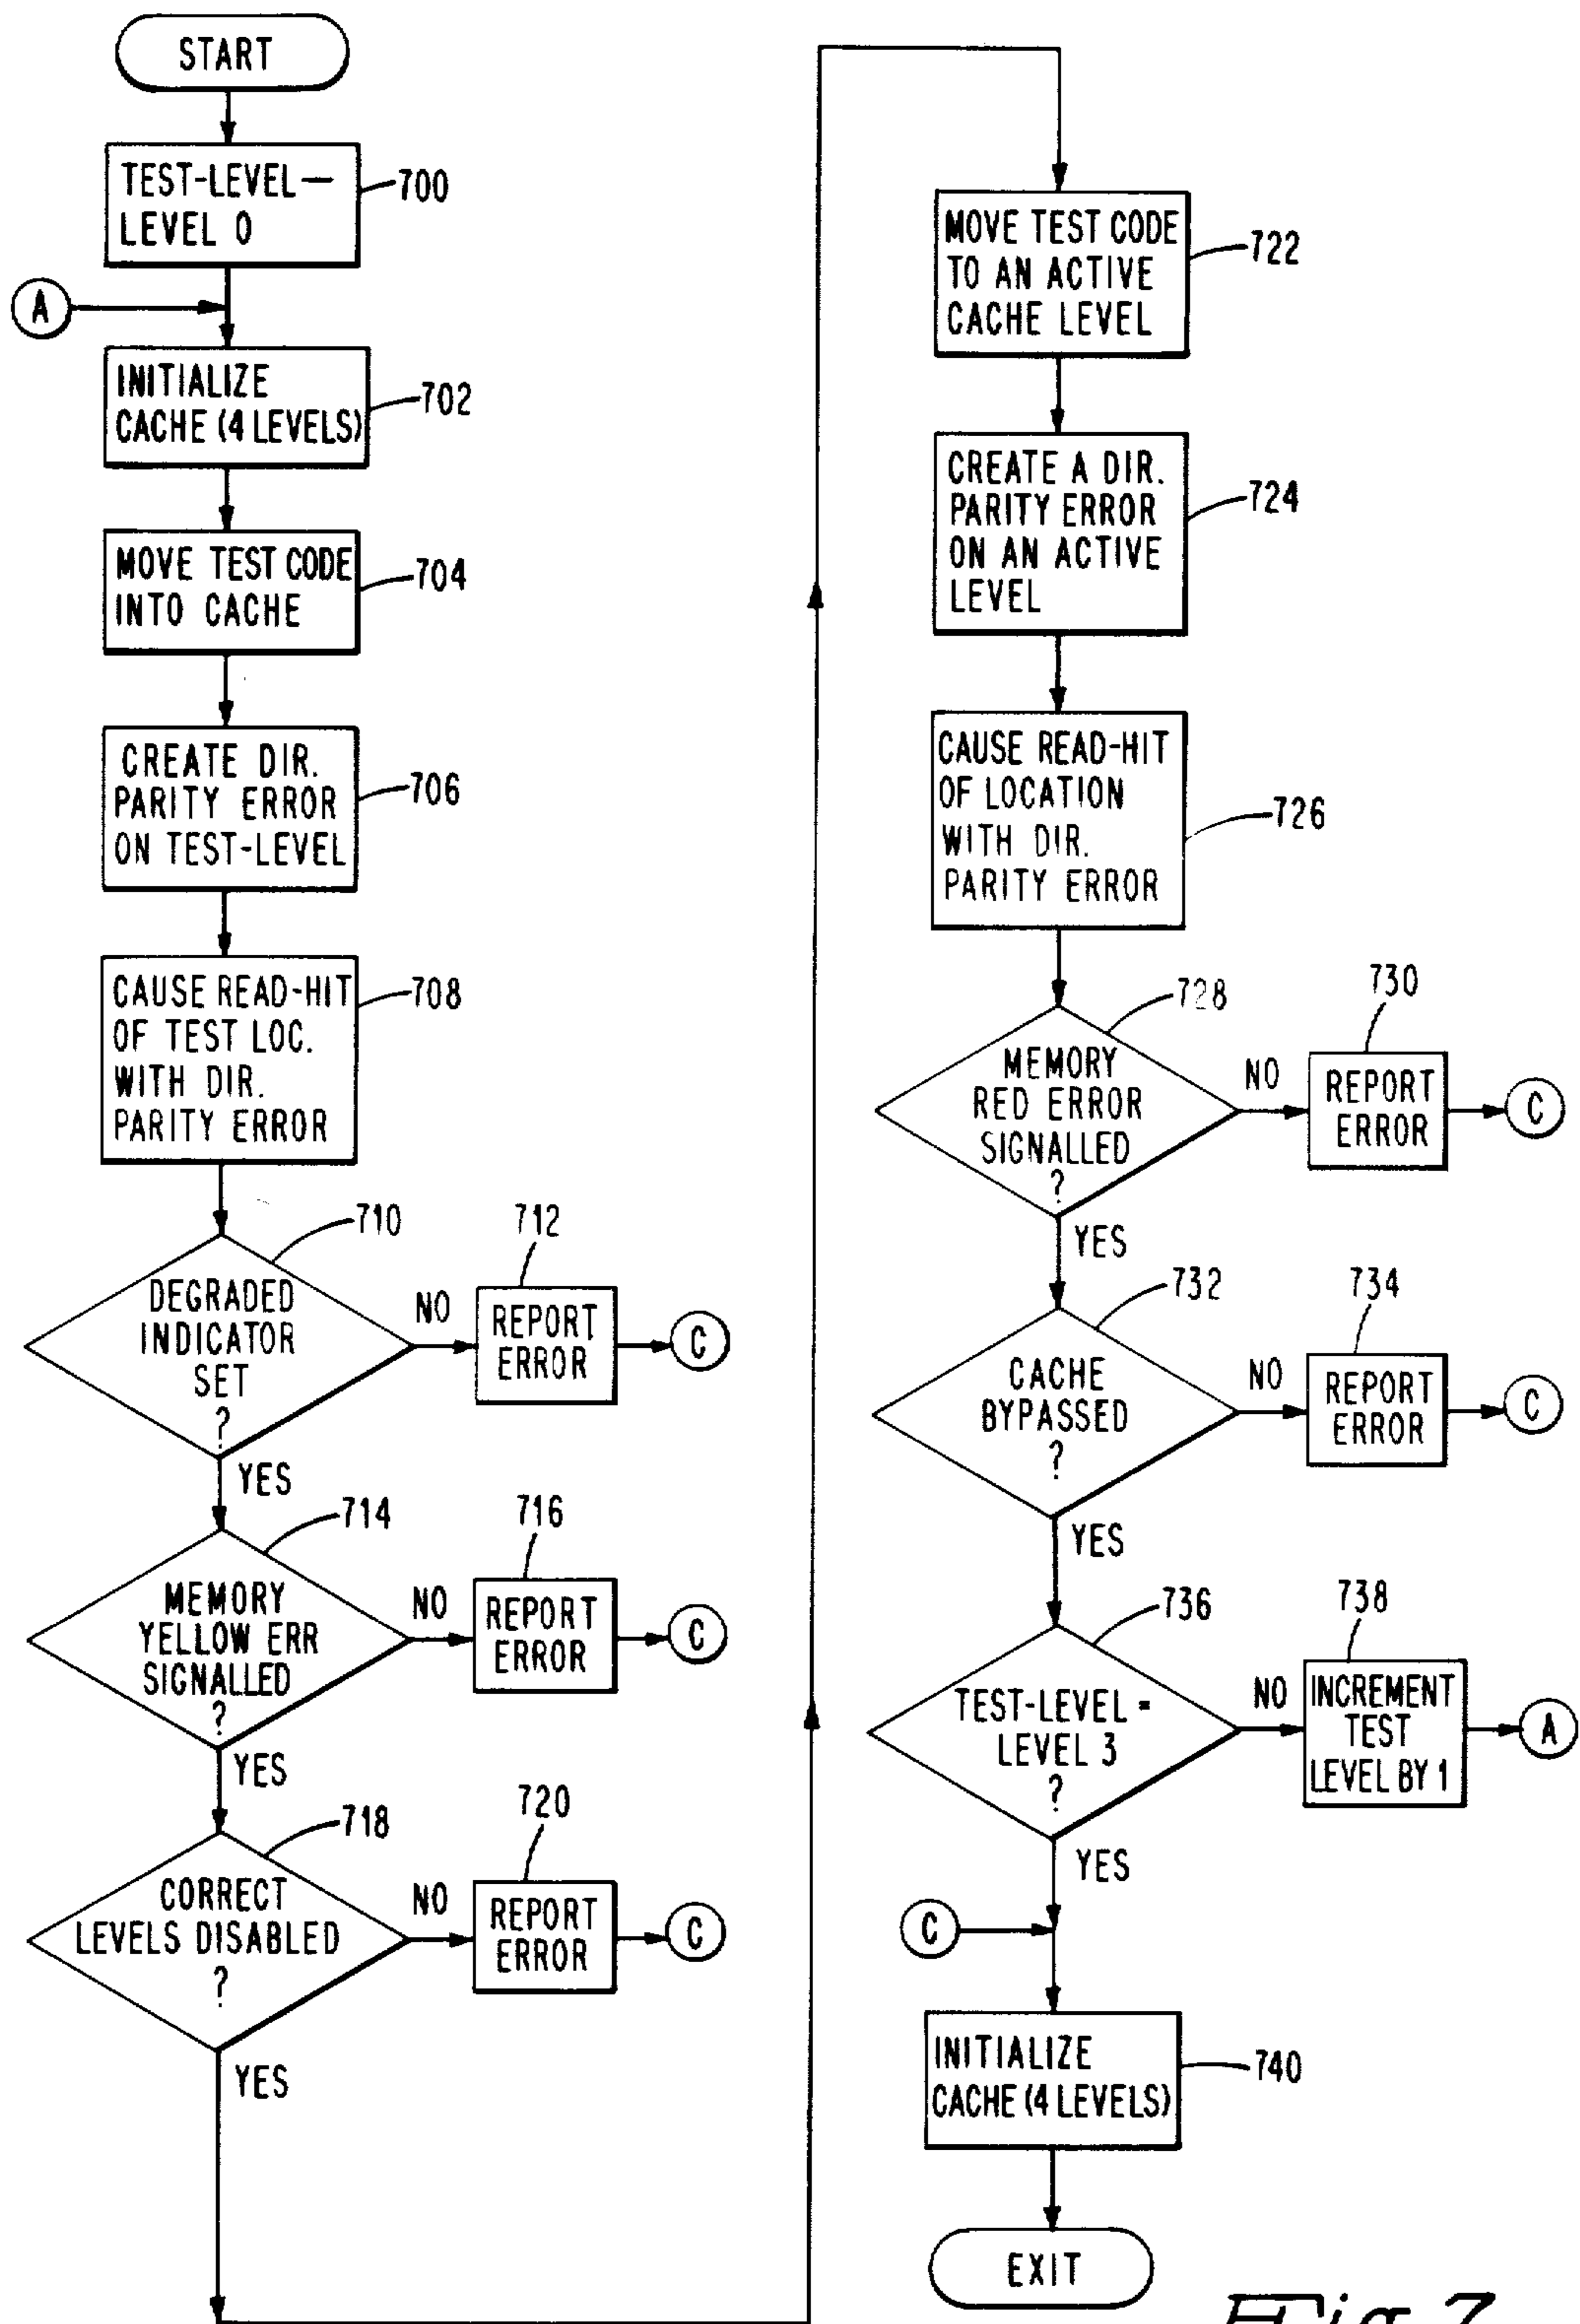 START
TEST-LEVEL—
LEVEL 0
700
A
INITIALIZE
CACHE (4 LEVELS)
702
MOVE TEST CODE
INTO CACHE
704
CREATE DIR.
PARITY ERROR
ON TEST-LEVEL
706
CAUSE READ-HIT
OF TEST LOC.
WITH DIR.
PARITY ERROR
708
710
DEGRADED
INDICATOR
SET
?
NO
712
REPORT
ERROR
C
YES
714
MEMORY
YELLOW ERR
SIGNALLED
?
NO
716
REPORT
ERROR
C
YES
718
CORRECT
LEVELS DISABLED
?
NO
720
REPORT
ERROR
C
YES
MOVE TEST CODE
TO AN ACTIVE
CACHE LEVEL
722
CREATE A DIR.
PARITY ERROR
ON AN ACTIVE
LEVEL
724
CAUSE READ-HIT
OF LOCATION
WITH DIR.
PARITY ERROR
726
728
MEMORY
RED ERROR
SIGNALLED
?
NO
730
REPORT
ERROR
C
YES
732
CACHE
BYPASSED
?
NO
734
REPORT
ERROR
C
YES
736
TEST-LEVEL =
LEVEL 3
?
NO
738
INCREMENT
TEST
LEVEL BY 1
A
YES
C
INITIALIZE
CACHE (4 LEVELS)
740
EXIT
Fig. 7